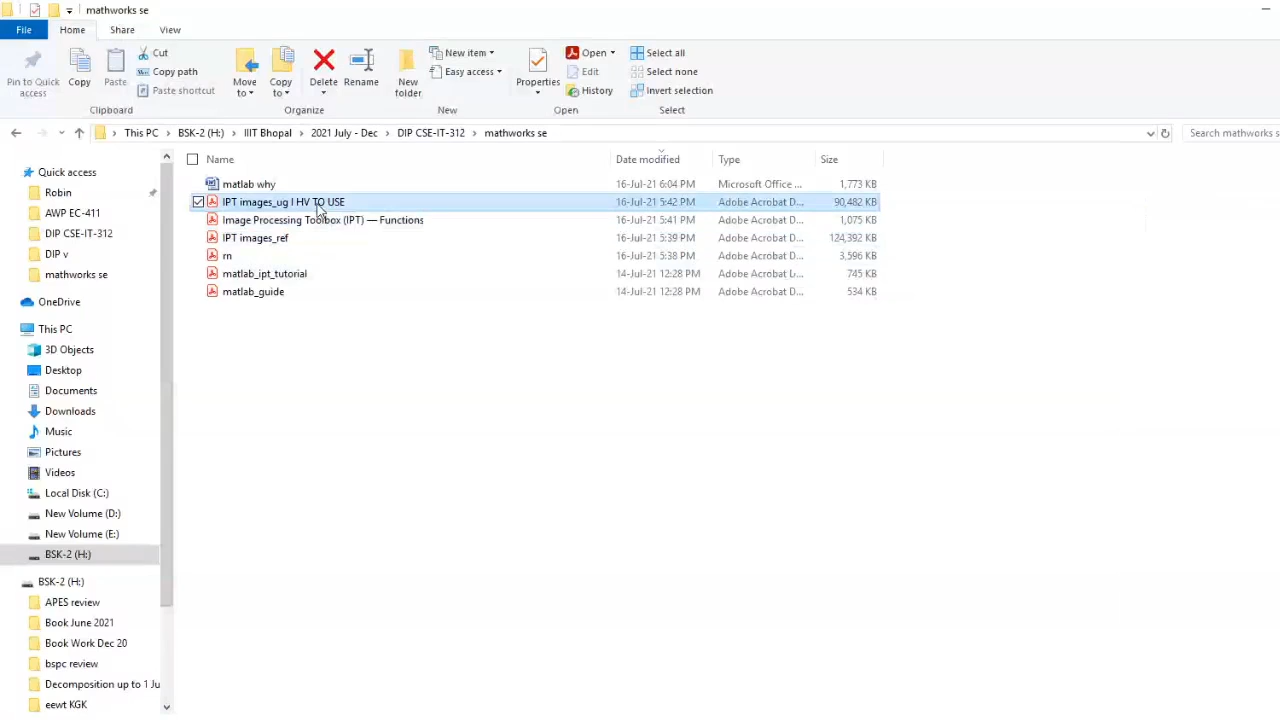 mathworks se
File Home Share View
Pin to Quick access
Copy
Paste
Cut
Copy path
Paste shortcut
Clipboard
Move to
Copy to
Delete
Rename
Organize
New folder
New item
Easy access
New
Properties
Open
Edit
History
Open
Select all
Select none
Invert selection
Select
This PC > BSK-2 (H:) > IIIT Bhopal > 2021 July - Dec > DIP CSE-IT-312 > mathworks se
Search mathworks s
Quick access
Robin
AWP EC-411
DIP CSE-IT-312
DIP v
mathworks se
OneDrive
This PC
3D Objects
Desktop
Documents
Downloads
Music
Pictures
Videos
Local Disk (C:)
New Volume (D:)
New Volume (E:)
BSK-2 (H:)
BSK-2 (H:)
APES review
Book June 2021
Book Work Dec 20
bspc review
Decomposition up to 1 Ju
eewt KGK
Name Date modified Type Size
matlab why 16-Jul-21 6:04 PM Microsoft Office ... 1,773 KB
IPT images_ug I HV TO USE 16-Jul-21 5:42 PM Adobe Acrobat D... 90,482 KB
Image Processing Toolbox (IPT) — Functions 16-Jul-21 5:41 PM Adobe Acrobat D... 1,075 KB
IPT images_ref 16-Jul-21 5:39 PM Adobe Acrobat D... 124,392 KB
rn 16-Jul-21 5:38 PM Adobe Acrobat D... 3,596 KB
matlab_ipt_tutorial 14-Jul-21 12:28 PM Adobe Acrobat D... 745 KB
matlab_guide 14-Jul-21 12:28 PM Adobe Acrobat D... 534 KB